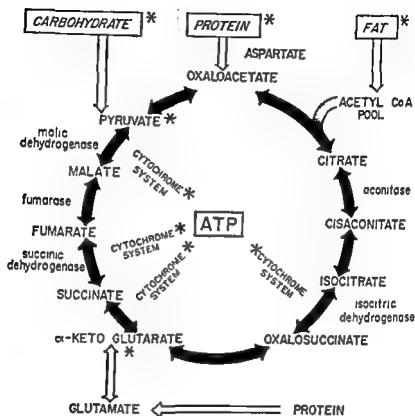 CARBOHYDRATE *
PROTEIN *
FAT *
ASPARTATE
OXALOACETATE
ACETYL CoA
POOL
PYRUVATE *
malic
dehydrogenase
CITRATE
MALATE
CYTOCHROME
SYSTEM *
aconitase
fumarase
ATP
CISACONITATE
FUMARATE
CYTOCHROME *
SYSTEM
CYTOCHROME
SYSTEM *
* CYTOCHROME
SYSTEM
succinic
dehydrogenase
ISOCITRATE
SUCCINATE
isocitric
dehydrogenase
α-KETO GLUTARATE
*
OXALOSUCCINATE
GLUTAMATE
PROTEIN